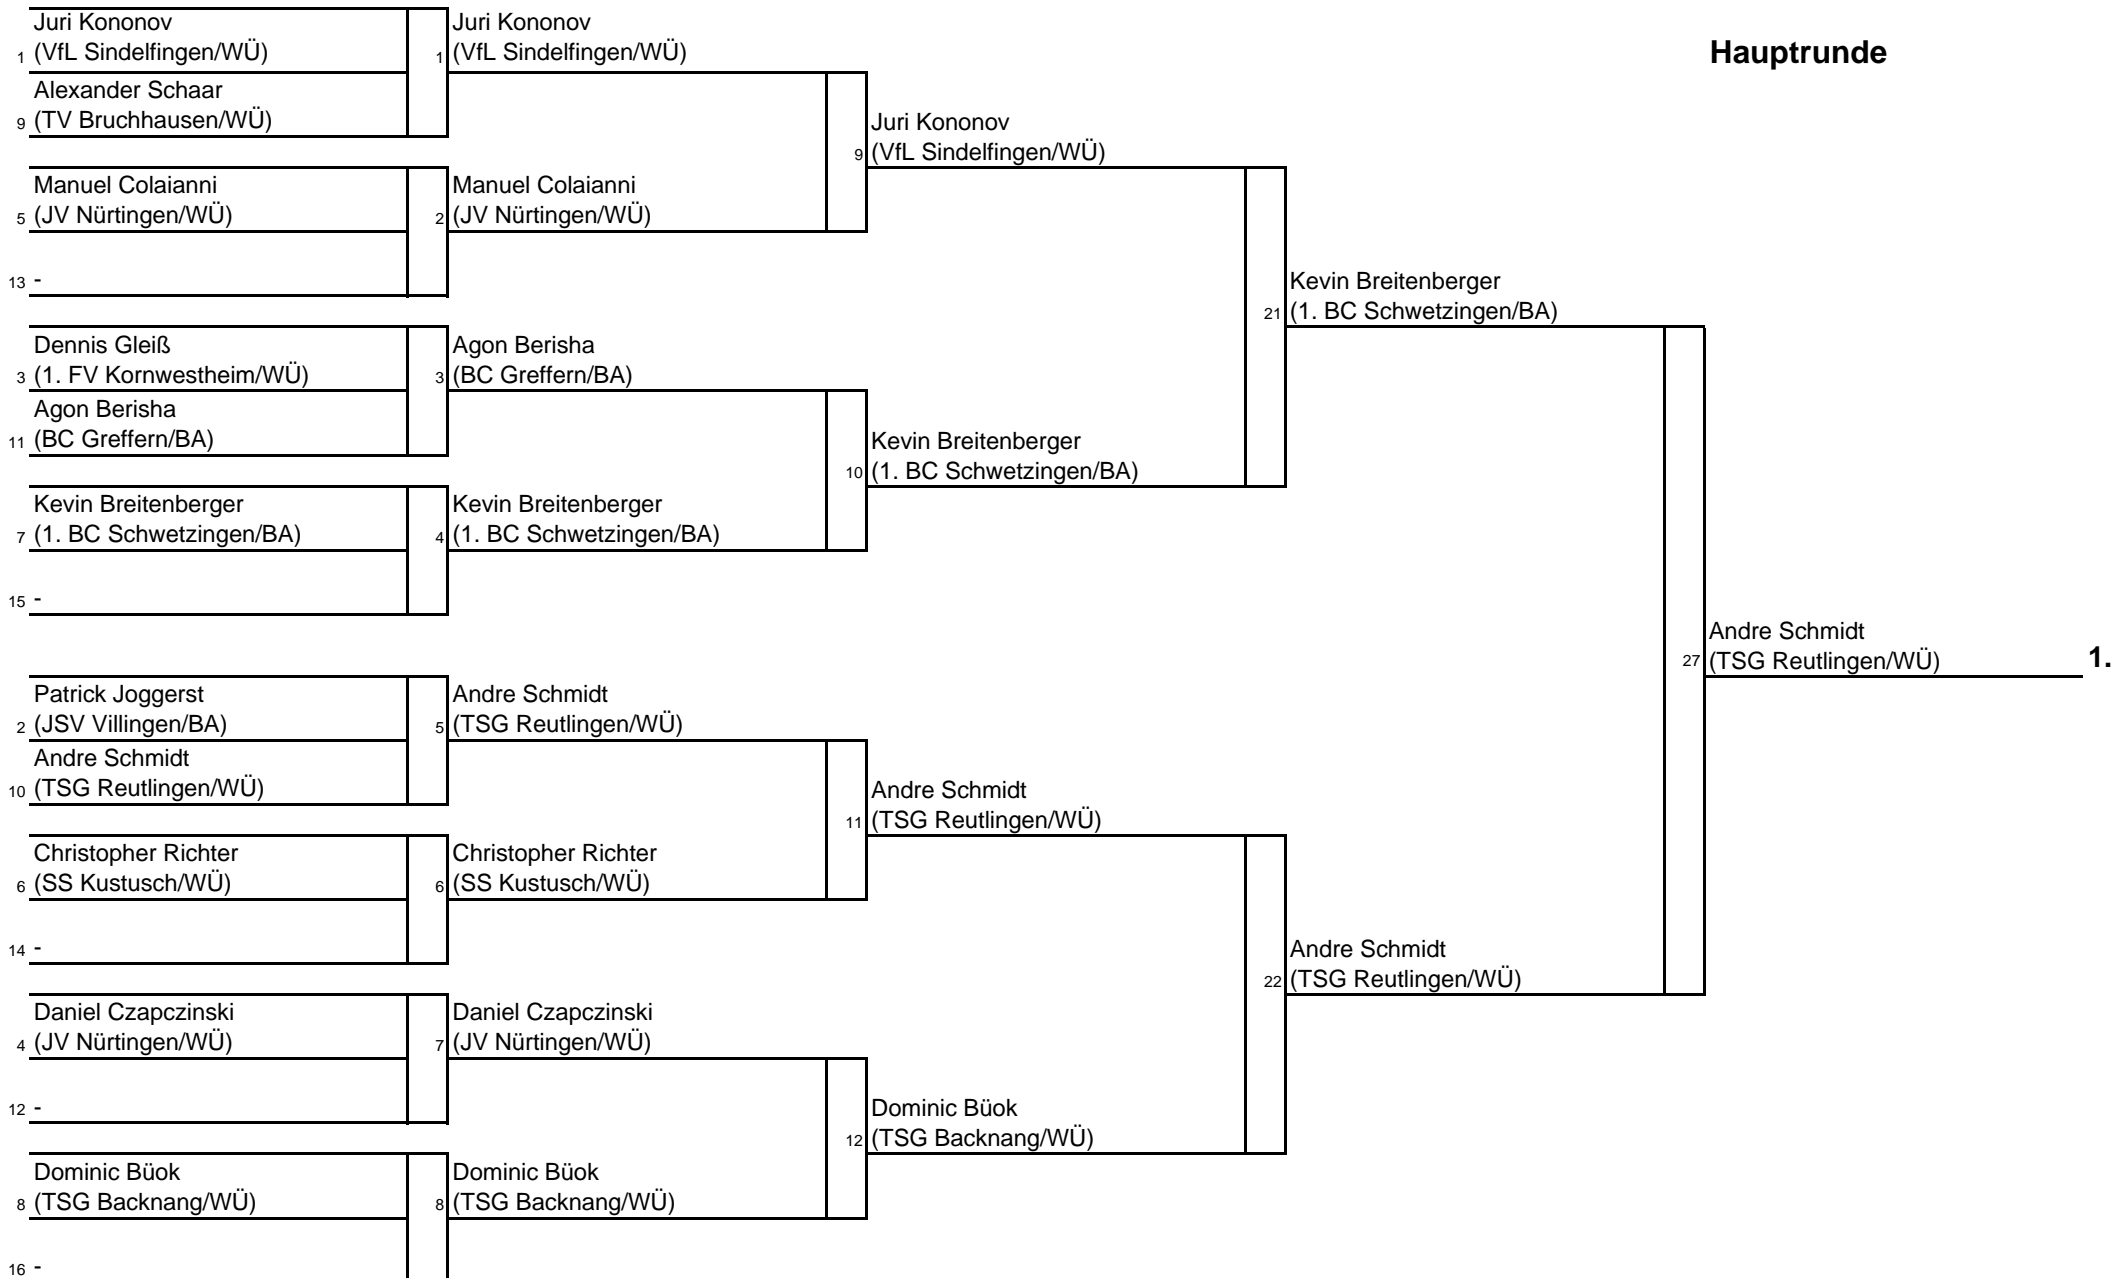 Hauptrunde
Juri Kononov
1 (VfL Sindelfingen/WÜ)
Alexander Schaar
9 (TV Bruchhausen/WÜ)
Manuel Colaianni
5 (JV Nürtingen/WÜ)
13 -
Dennis Gleiß
3 (1. FV Kornwestheim/WÜ)
Agon Berisha
11 (BC Greffern/BA)
Kevin Breitenberger
7 (1. BC Schwetzingen/BA)
15 -
Patrick Joggerst
2 (JSV Villingen/BA)
Andre Schmidt
10 (TSG Reutlingen/WÜ)
Christopher Richter
6 (SS Kustusch/WÜ)
14 -
Daniel Czapczinski
4 (JV Nürtingen/WÜ)
12 -
Dominic Büok
8 (TSG Backnang/WÜ)
16 -
Juri Kononov
1 (VfL Sindelfingen/WÜ)
Manuel Colaianni
2 (JV Nürtingen/WÜ)
Agon Berisha
3 (BC Greffern/BA)
Kevin Breitenberger
4 (1. BC Schwetzingen/BA)
Andre Schmidt
5 (TSG Reutlingen/WÜ)
Christopher Richter
6 (SS Kustusch/WÜ)
Daniel Czapczinski
7 (JV Nürtingen/WÜ)
Dominic Büok
8 (TSG Backnang/WÜ)
Juri Kononov
9 (VfL Sindelfingen/WÜ)
Kevin Breitenberger
10 (1. BC Schwetzingen/BA)
Andre Schmidt
11 (TSG Reutlingen/WÜ)
Dominic Büok
12 (TSG Backnang/WÜ)
Kevin Breitenberger
21 (1. BC Schwetzingen/BA)
Andre Schmidt
22 (TSG Reutlingen/WÜ)
Andre Schmidt
27 (TSG Reutlingen/WÜ) 1.